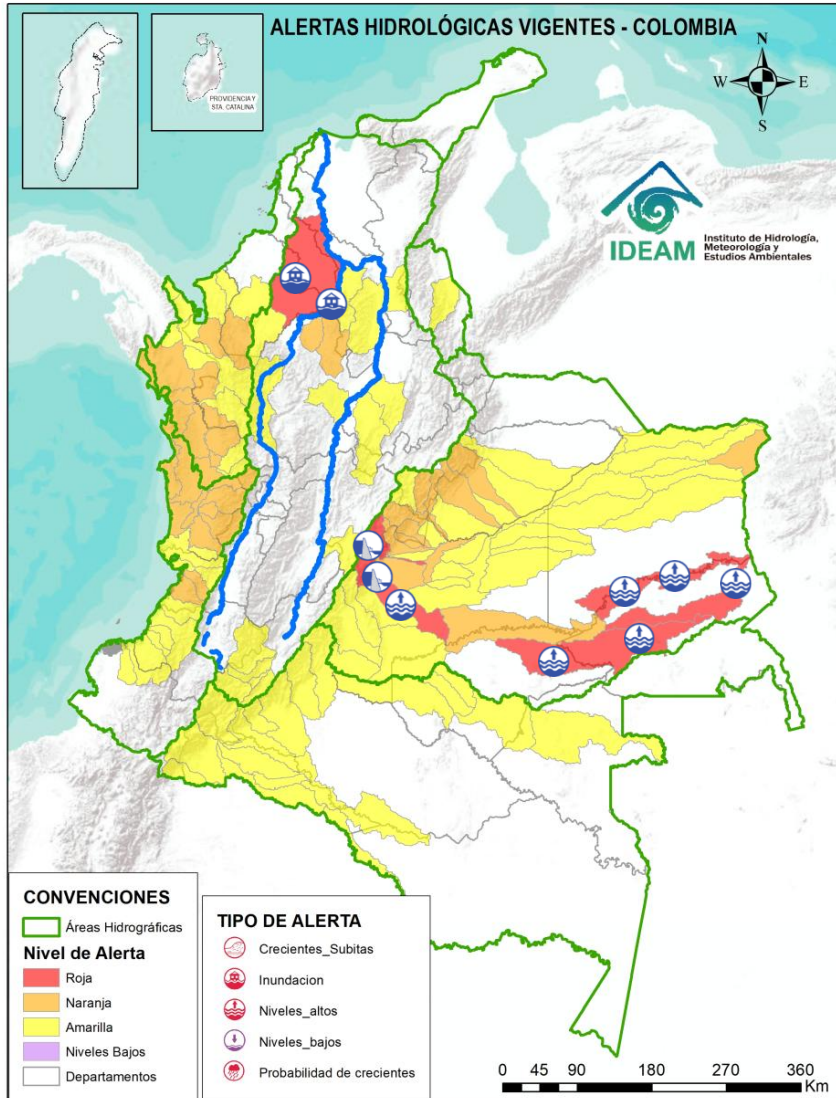 ALERTAS HIDROLÓGICAS VIGENTES - COLOMBIA
PROVIDENCIA Y
STA. CATALINA
N
W
E
S
IDEAM
Instituto de Hidrología,
Meteorología y
Estudios Ambientales
CONVENCIONES
Áreas Hidrográficas
Nivel de Alerta
Roja
Naranja
Amarilla
Niveles Bajos
Departamentos
TIPO DE ALERTA
Crecientes_Subitas
Inundacion
Niveles_altos
Niveles_bajos
Probabilidad de crecientes
0 45 90 180 270 360
Km